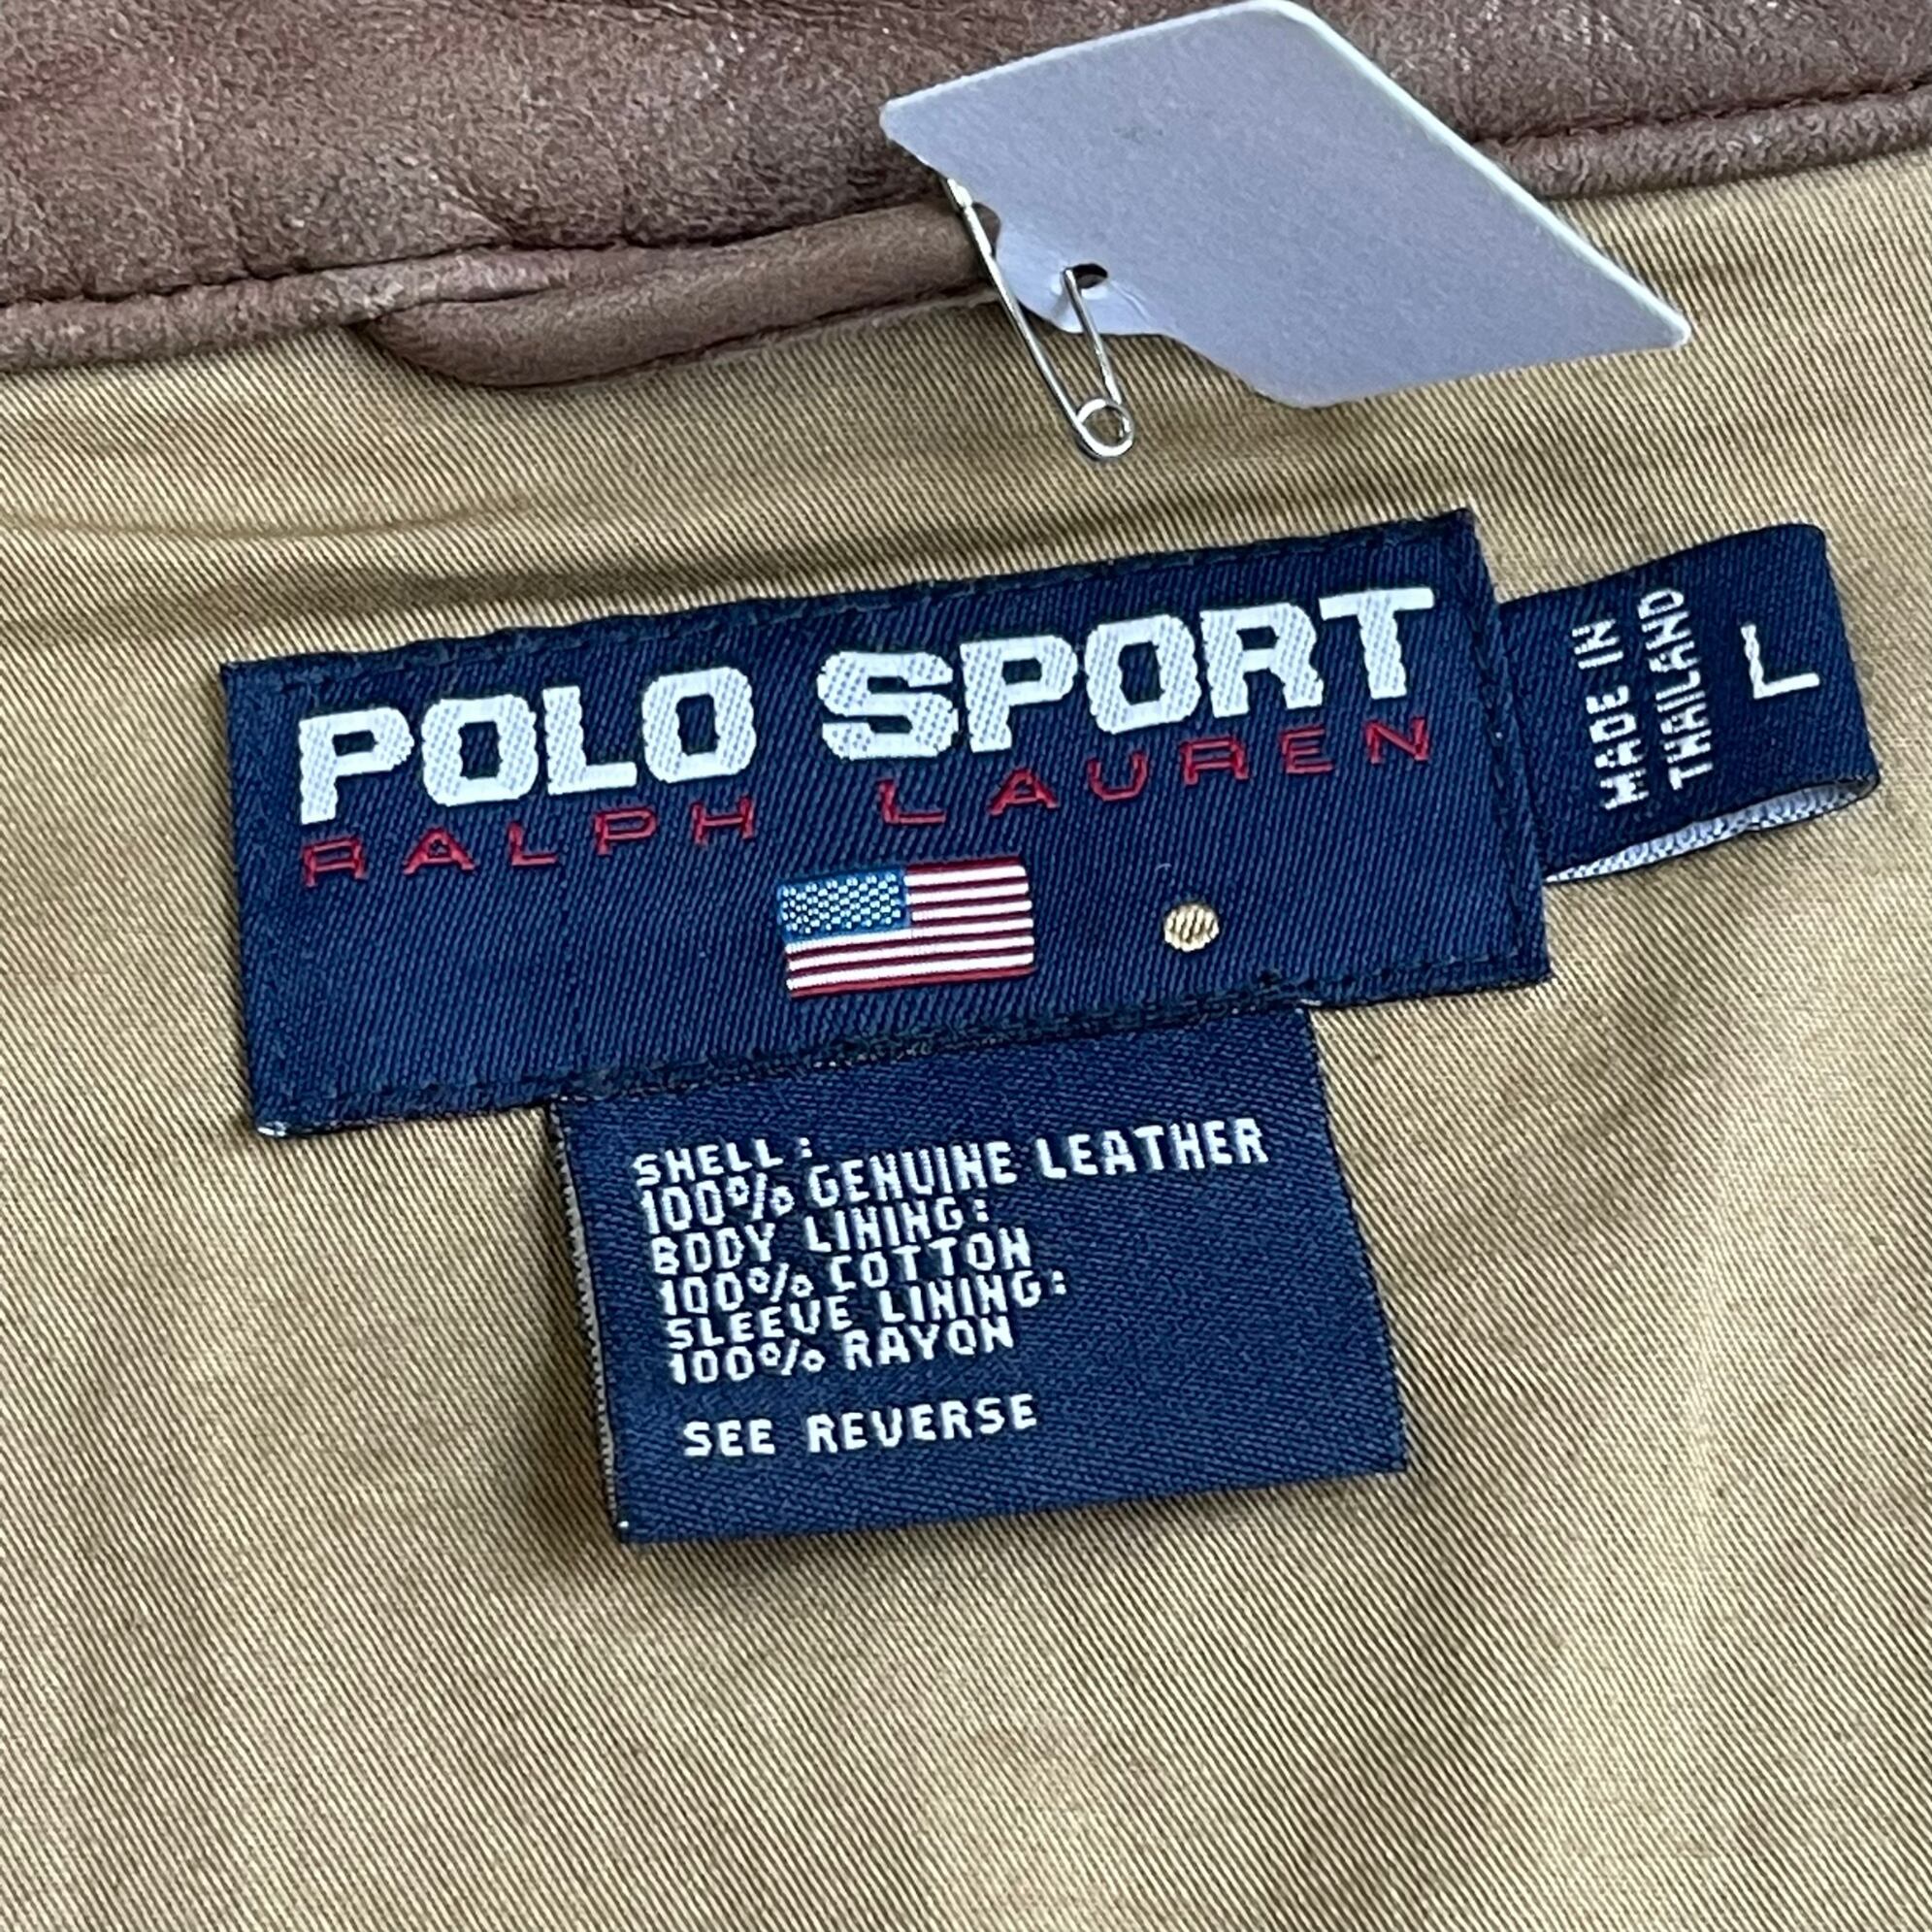 POLO SPORT
RALPH LAUREN
MADE IN
THAILAND
L
SHELL:
100% GENUINE LEATHER
BODY LINING:
100% COTTON
SLEEVE LINING:
100% RAYON
SEE REVERSE